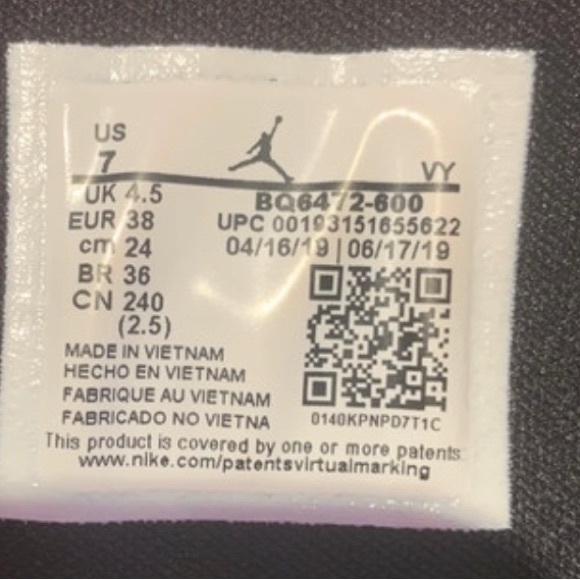 US
7
VY
UK 4.5
BQ6472-600
EUR 38
UPC 00193151655622
cm 24
04/16/19 | 06/17/19
BR 36
CN 240
(2.5)
MADE IN VIETNAM
HECHO EN VIETNAM
FABRIQUE AU VIETNAM
FABRICADO NO VIETNA
0140KPNPD7T1C
This product is covered by one or more patents
www.nike.com/patentsvirtualmarking